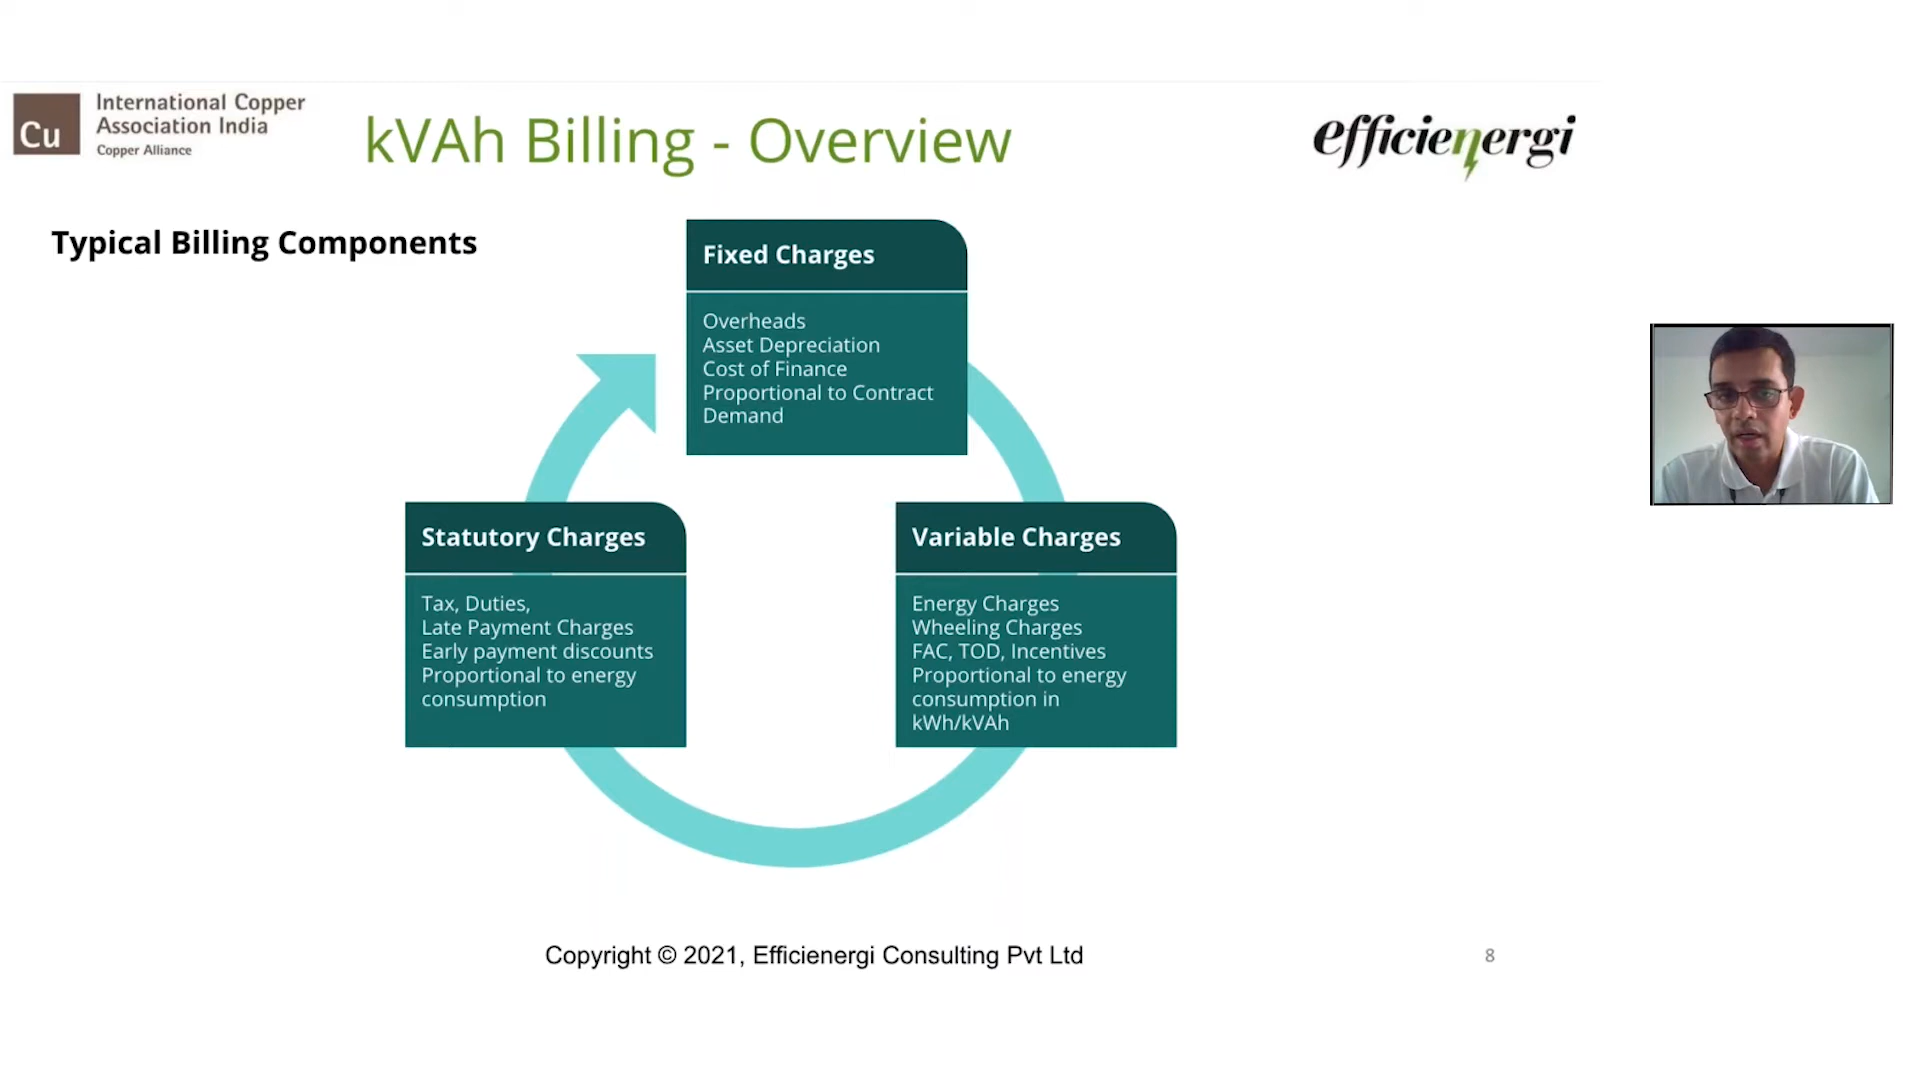 Cu
International Copper
Association India
Copper Alliance
kVAh Billing - Overview
efficienergi
Typical Billing Components
Fixed Charges
Overheads
Asset Depreciation
Cost of Finance
Proportional to Contract
Demand
Statutory Charges
Tax, Duties,
Late Payment Charges
Early payment discounts
Proportional to energy
consumption
Variable Charges
Energy Charges
Wheeling Charges
FAC, TOD, Incentives
Proportional to energy
consumption in
kWh/kVAh
Copyright © 2021, Efficienergi Consulting Pvt Ltd
8